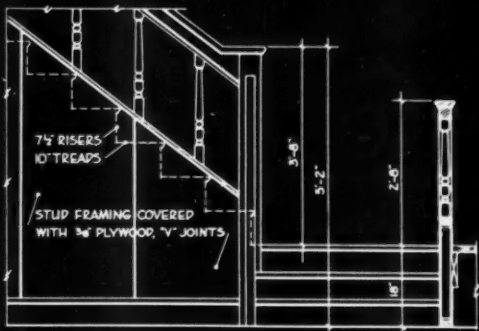 7½" RISERS
10" TREADS
STUD FRAMING COVERED
WITH ⅜" PLYWOOD, "V" JOINTS
3'-8"
5'-2"
2'-8"
18"